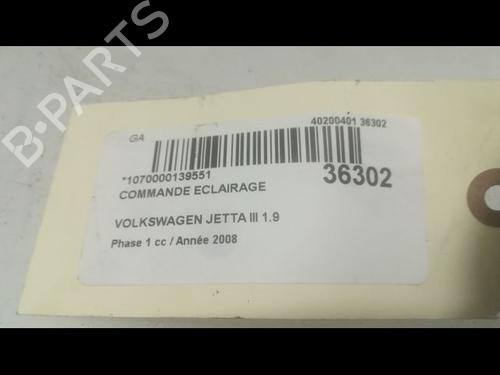 B-PARTS
GA
40200401 36302
*1070000139551
36302
COMMANDE ECLAIRAGE
VOLKSWAGEN JETTA III 1.9
Phase 1 cc / Année 2008